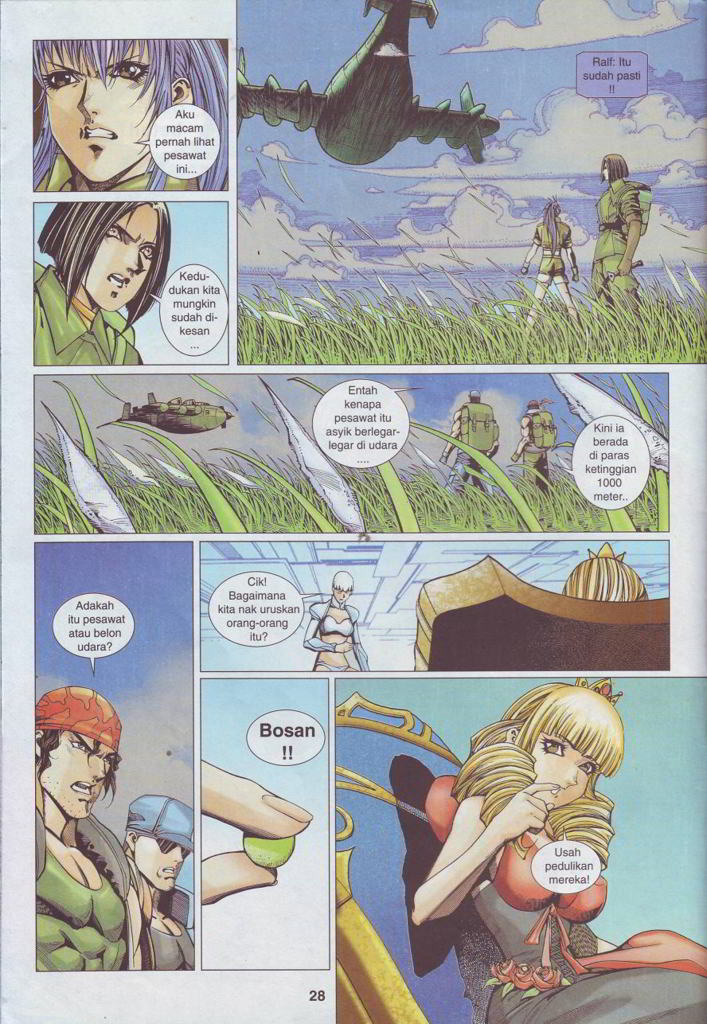 Aku
macam
pernah lihat
pesawat
ini...
Ralf: Itu
sudah pasti
!!
Kedu-
dukan kita
mungkin
sudah di-
kesan
...
Entah
kenapa
pesawat itu
asyik berlegar-
legar di udara
....
Kini ia
berada
di paras
ketinggian
1000
meter..
Adakah
itu pesawat
atau belon
udara?
Cik!
Bagaimana
kita nak uruskan
orang-orang
itu?
Bosan
!!
Usah
pedulikan
mereka!
28